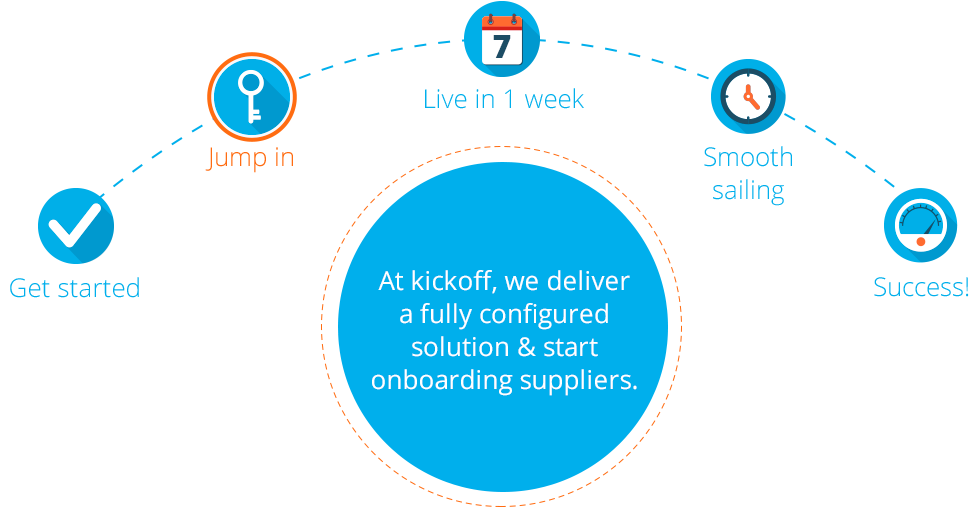 7
Live in 1 week
Jump in
Smooth
sailing
Get started
Success!
At kickoff, we deliver
a fully configured
solution & start
onboarding suppliers.